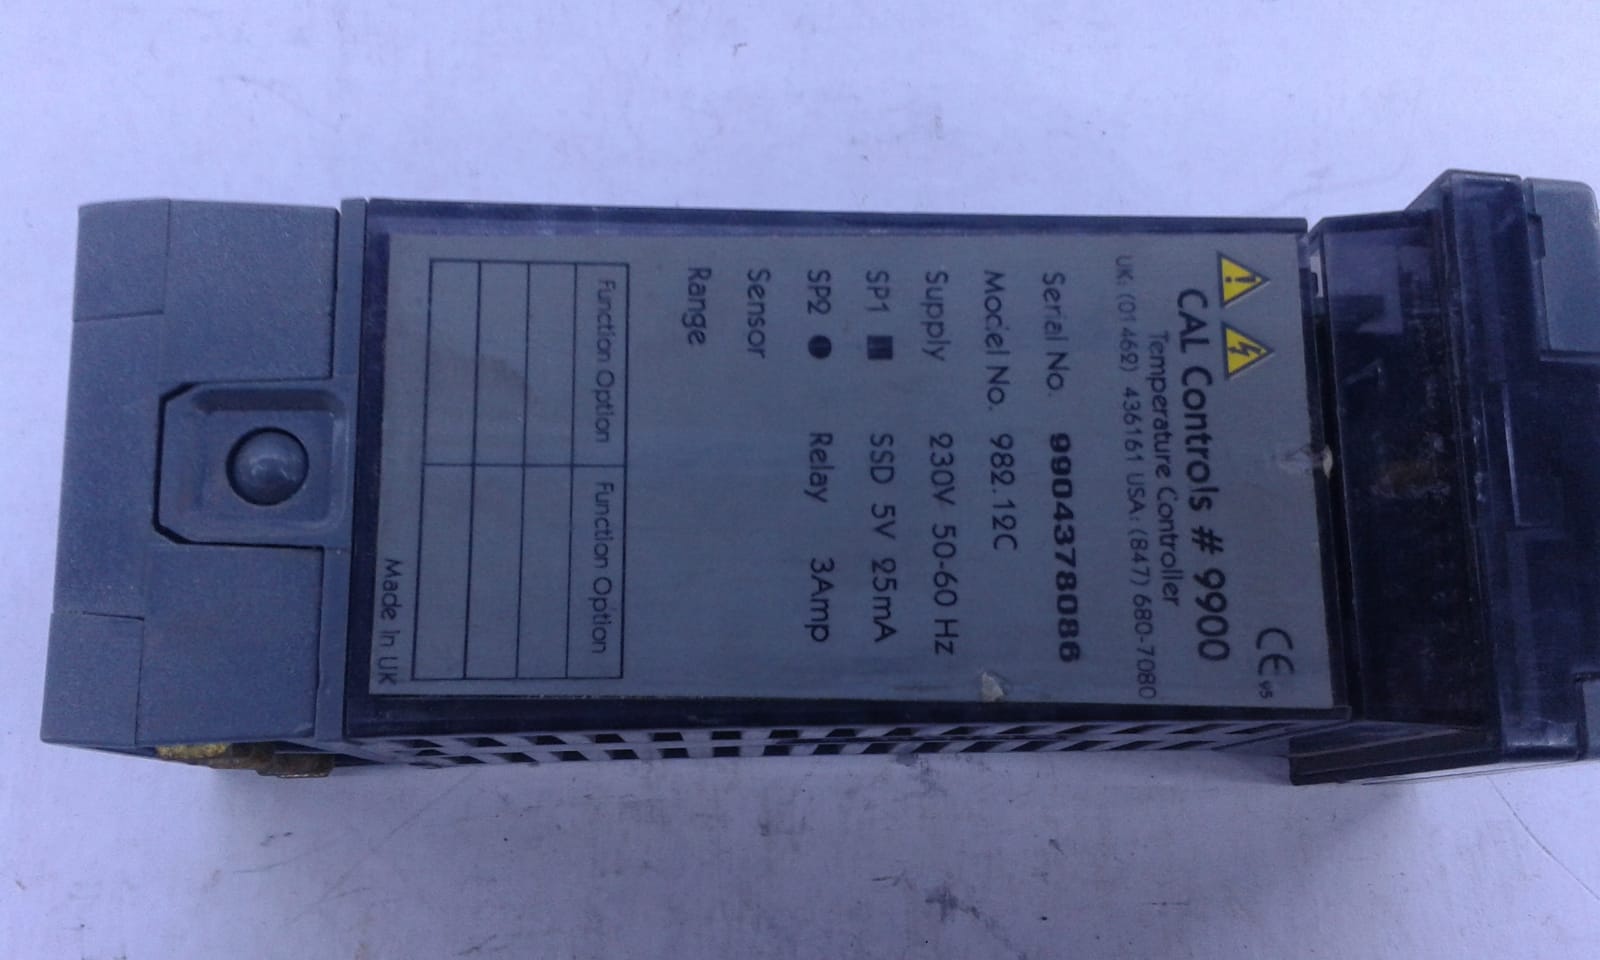 CE 95
CAL Controls # 9900
Temperature Controller
UK: (01462) 436161 USA: (847) 680-7080
Serial No. 9904378086
Model No. 982.12C
Supply 230V 50-60 Hz
SP1 ■ SSD 5V 25mA
SP2 ● Relay 3Amp
Sensor
Range
Function Option Function Option
Made In UK